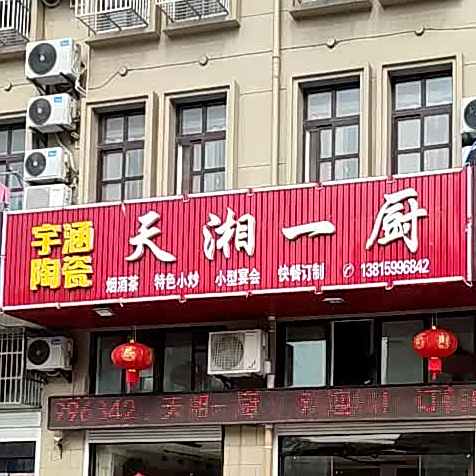 宇涵
陶瓷
天湘一厨
烟酒茶 特色小炒 小型宴会 快餐订制 ✆ 13815996842
996842, 天湘一厨